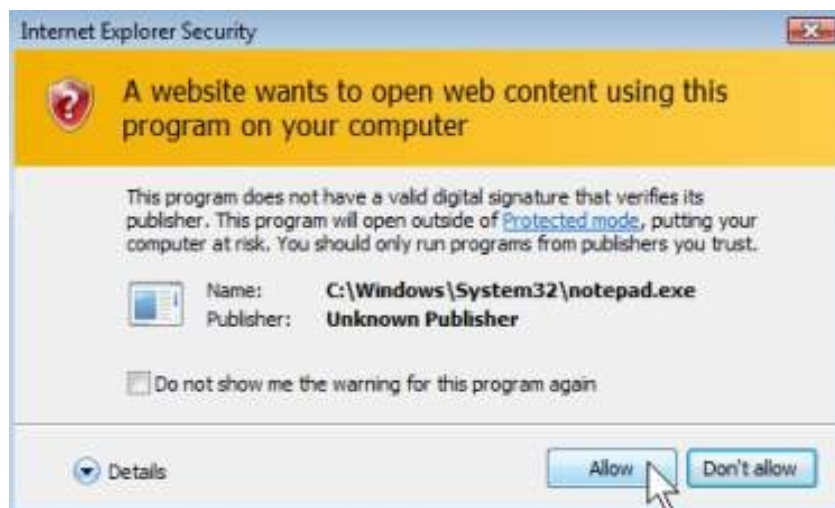 Internet Explorer Security
A website wants to open web content using this
program on your computer
This program does not have a valid digital signature that verifies its
publisher. This program will open outside of Protected mode, putting your
computer at risk. You should only run programs from publishers you trust.
Name: C:\Windows\System32\notepad.exe
Publisher: Unknown Publisher
Do not show me the warning for this program again
Details Allow Don't allow